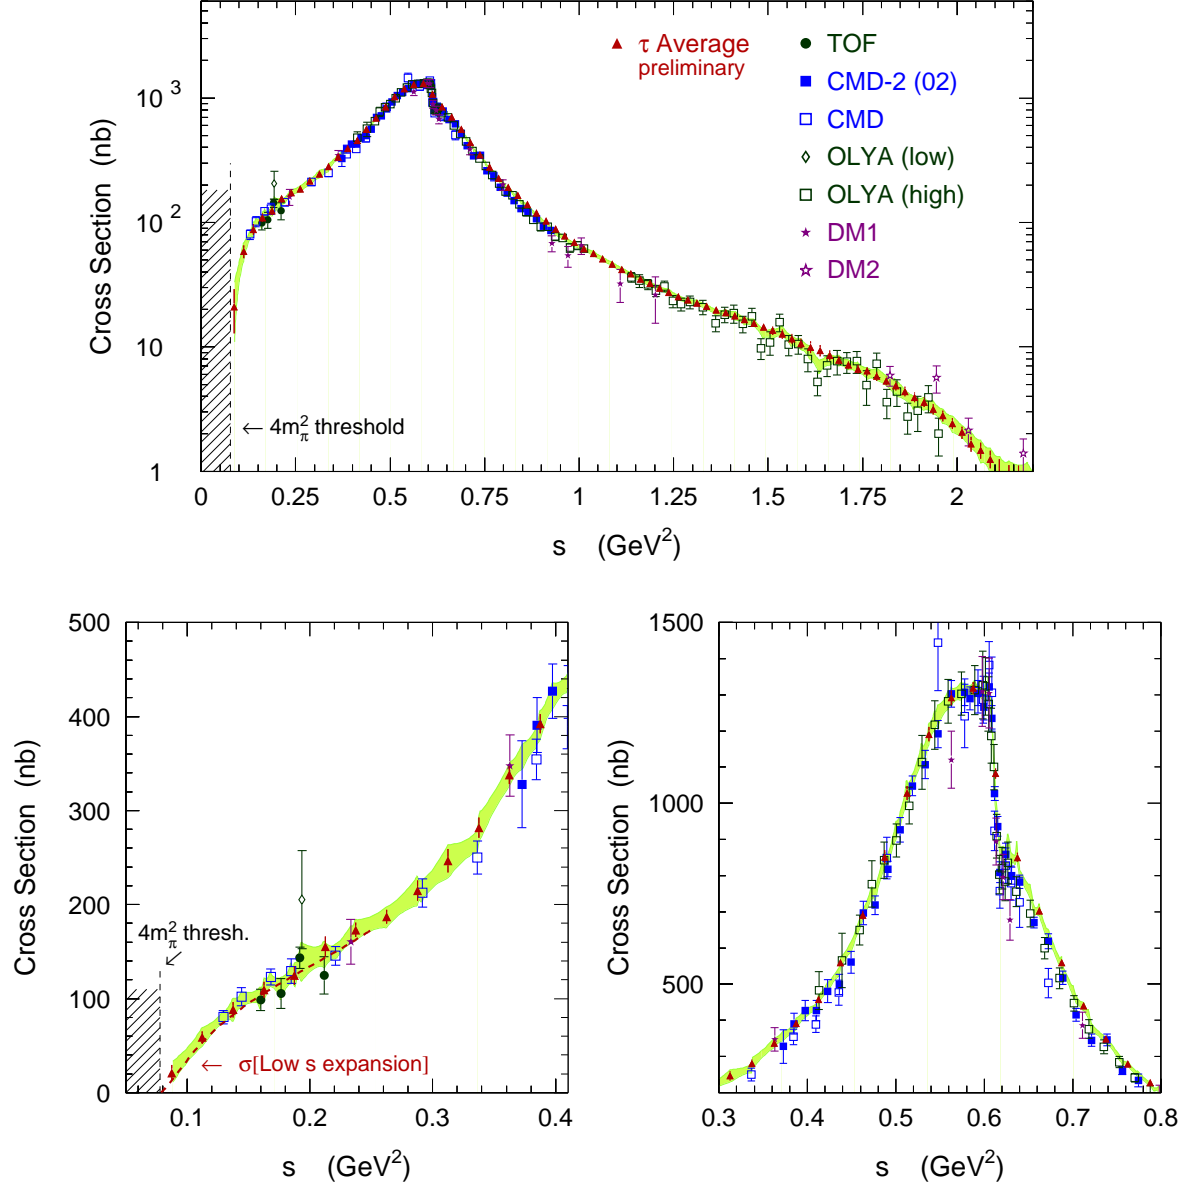 Cross Section (nb)
10³
10²
10
1
τ Average
preliminary
TOF
CMD-2 (02)
CMD
OLYA (low)
OLYA (high)
DM1
DM2
← 4m²π threshold
0 0.25 0.5 0.75 1 1.25 1.5 1.75 2
s (GeV²)
Cross Section (nb)
500
400
300
200
100
0
4m²π thresh.
← σ[Low s expansion]
0.1 0.2 0.3 0.4
s (GeV²)
Cross Section (nb)
1500
1000
500
0.3 0.4 0.5 0.6 0.7 0.8
s (GeV²)